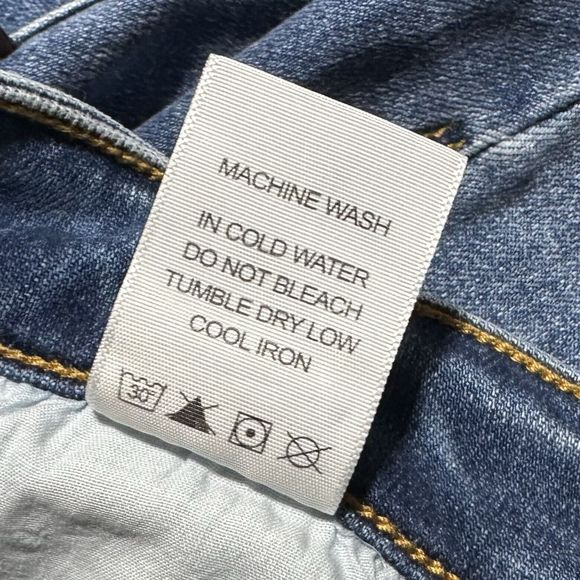 MACHINE WASH
IN COLD WATER
DO NOT BLEACH
TUMBLE DRY LOW
COOL IRON
30°